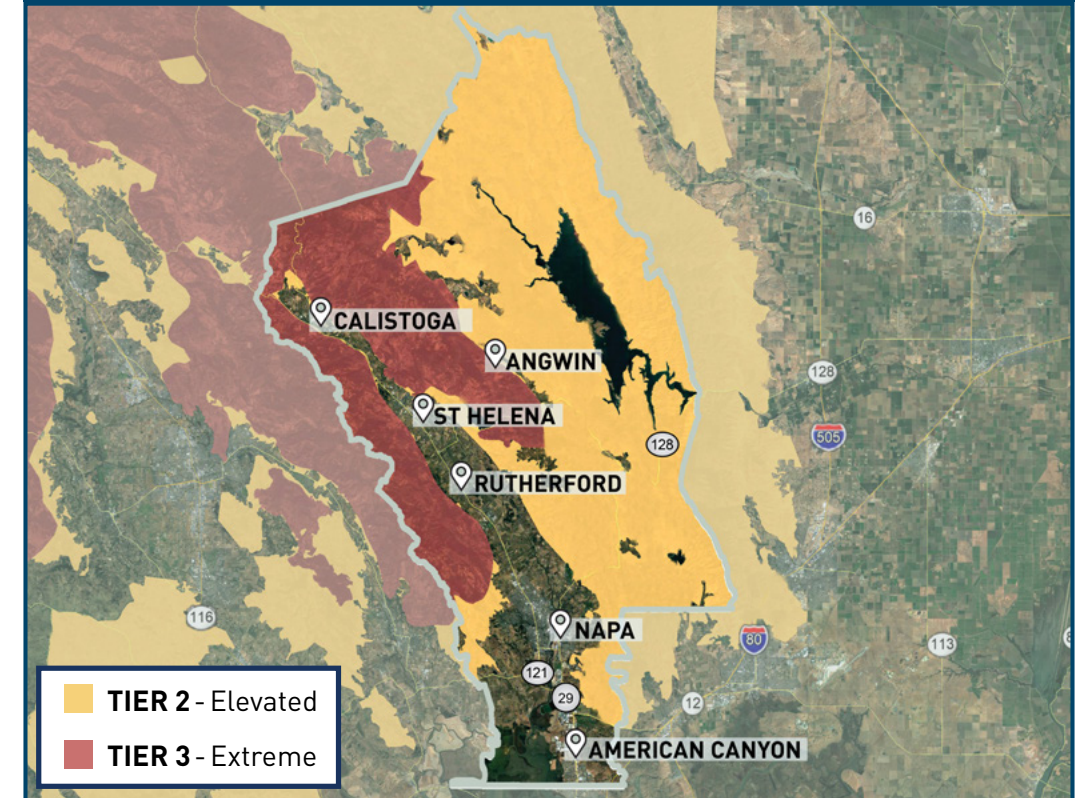 16
CALISTOGA
ANGWIN
128
ST HELENA
505
128
RUTHERFORD
116
NAPA
80
113
121
29
12
AMERICAN CANYON
TIER 2 - Elevated
TIER 3 - Extreme